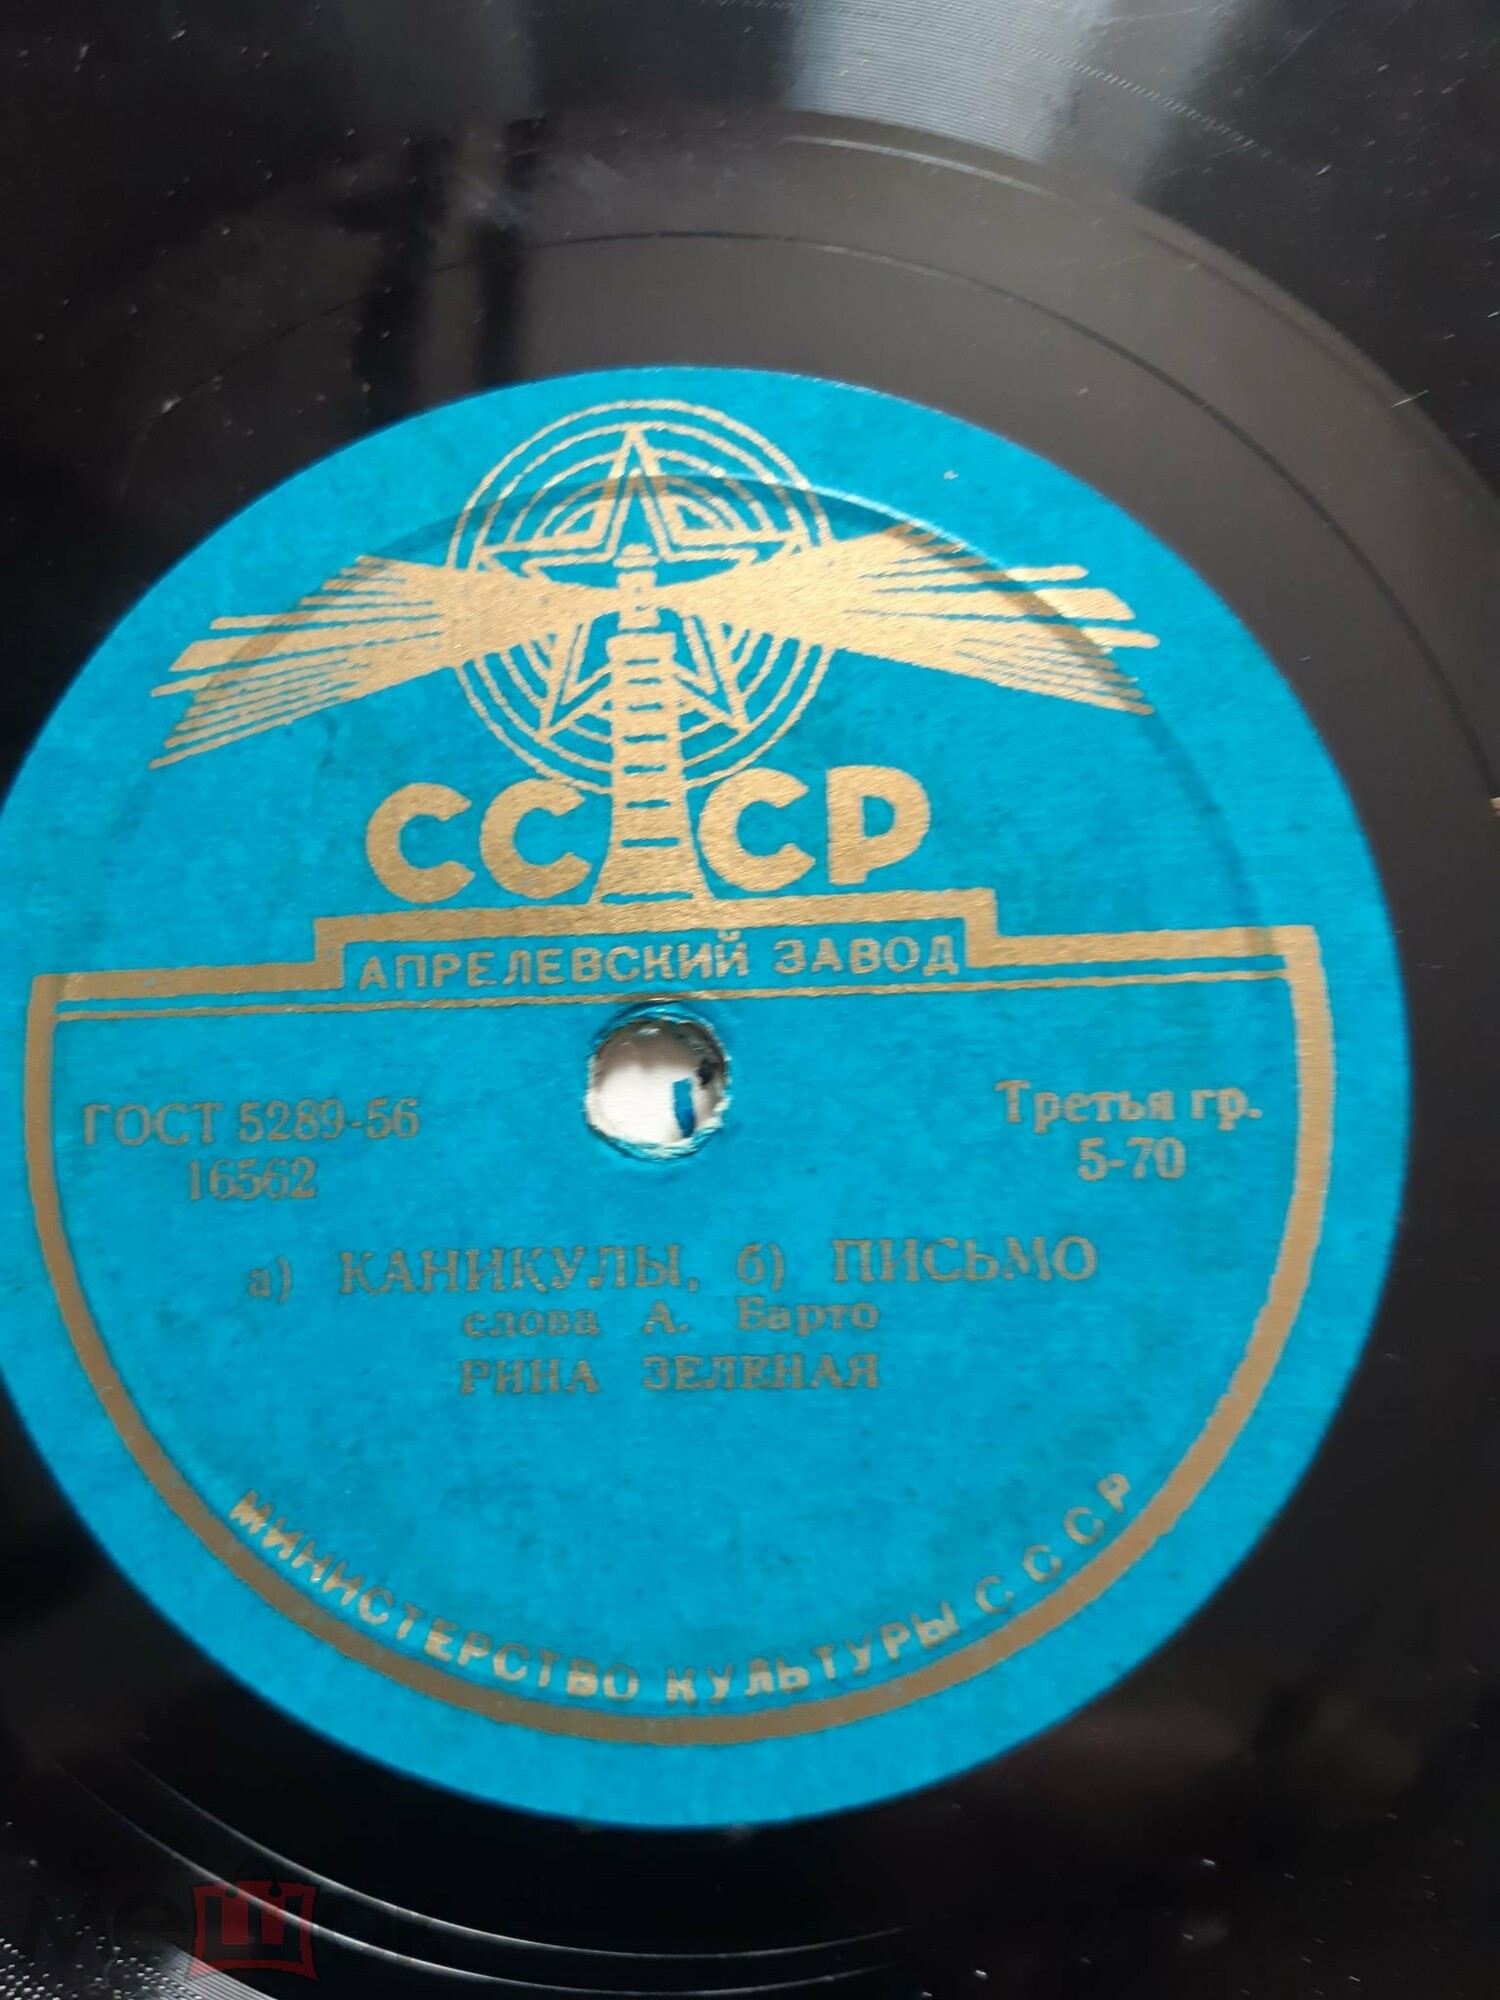 СССР
АПРЕЛЕВСКИЙ ЗАВОД
ГОСТ 5289-56
16562
Третья гр.
5-70
а) КАНИКУЛЫ, б) ПИСЬМО
слова А. Барто
РИНА ЗЕЛЕНАЯ
МИНИСТЕРСТВО КУЛЬТУРЫ СССР